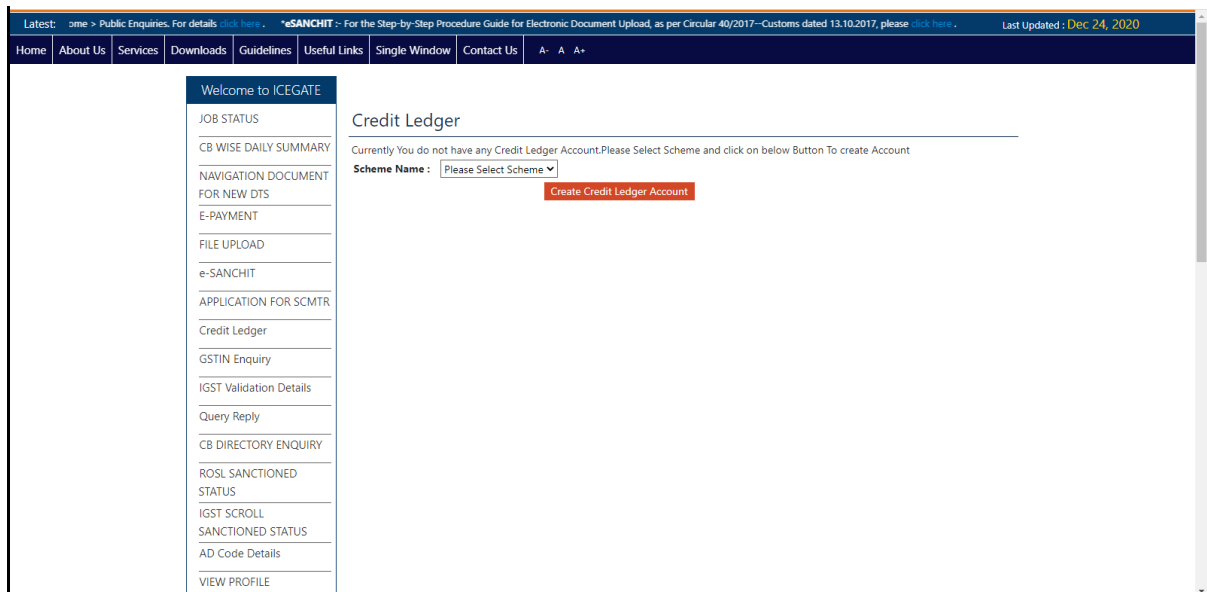 Latest: ome > Public Enquiries. For details click here . *eSANCHIT :- For the Step-by-Step Procedure Guide for Electronic Document Upload, as per Circular 40/2017--Customs dated 13.10.2017, please click here . Last Updated : Dec 24, 2020
Home About Us Services Downloads Guidelines Useful Links Single Window Contact Us A- A A+
Welcome to ICEGATE
JOB STATUS
CB WISE DAILY SUMMARY
NAVIGATION DOCUMENT
FOR NEW DTS
E-PAYMENT
FILE UPLOAD
e-SANCHIT
APPLICATION FOR SCMTR
Credit Ledger
GSTIN Enquiry
IGST Validation Details
Query Reply
CB DIRECTORY ENQUIRY
ROSL SANCTIONED
STATUS
IGST SCROLL
SANCTIONED STATUS
AD Code Details
VIEW PROFILE
Credit Ledger
Currently You do not have any Credit Ledger Account.Please Select Scheme and click on below Button To create Account
Scheme Name : Please Select Scheme
Create Credit Ledger Account